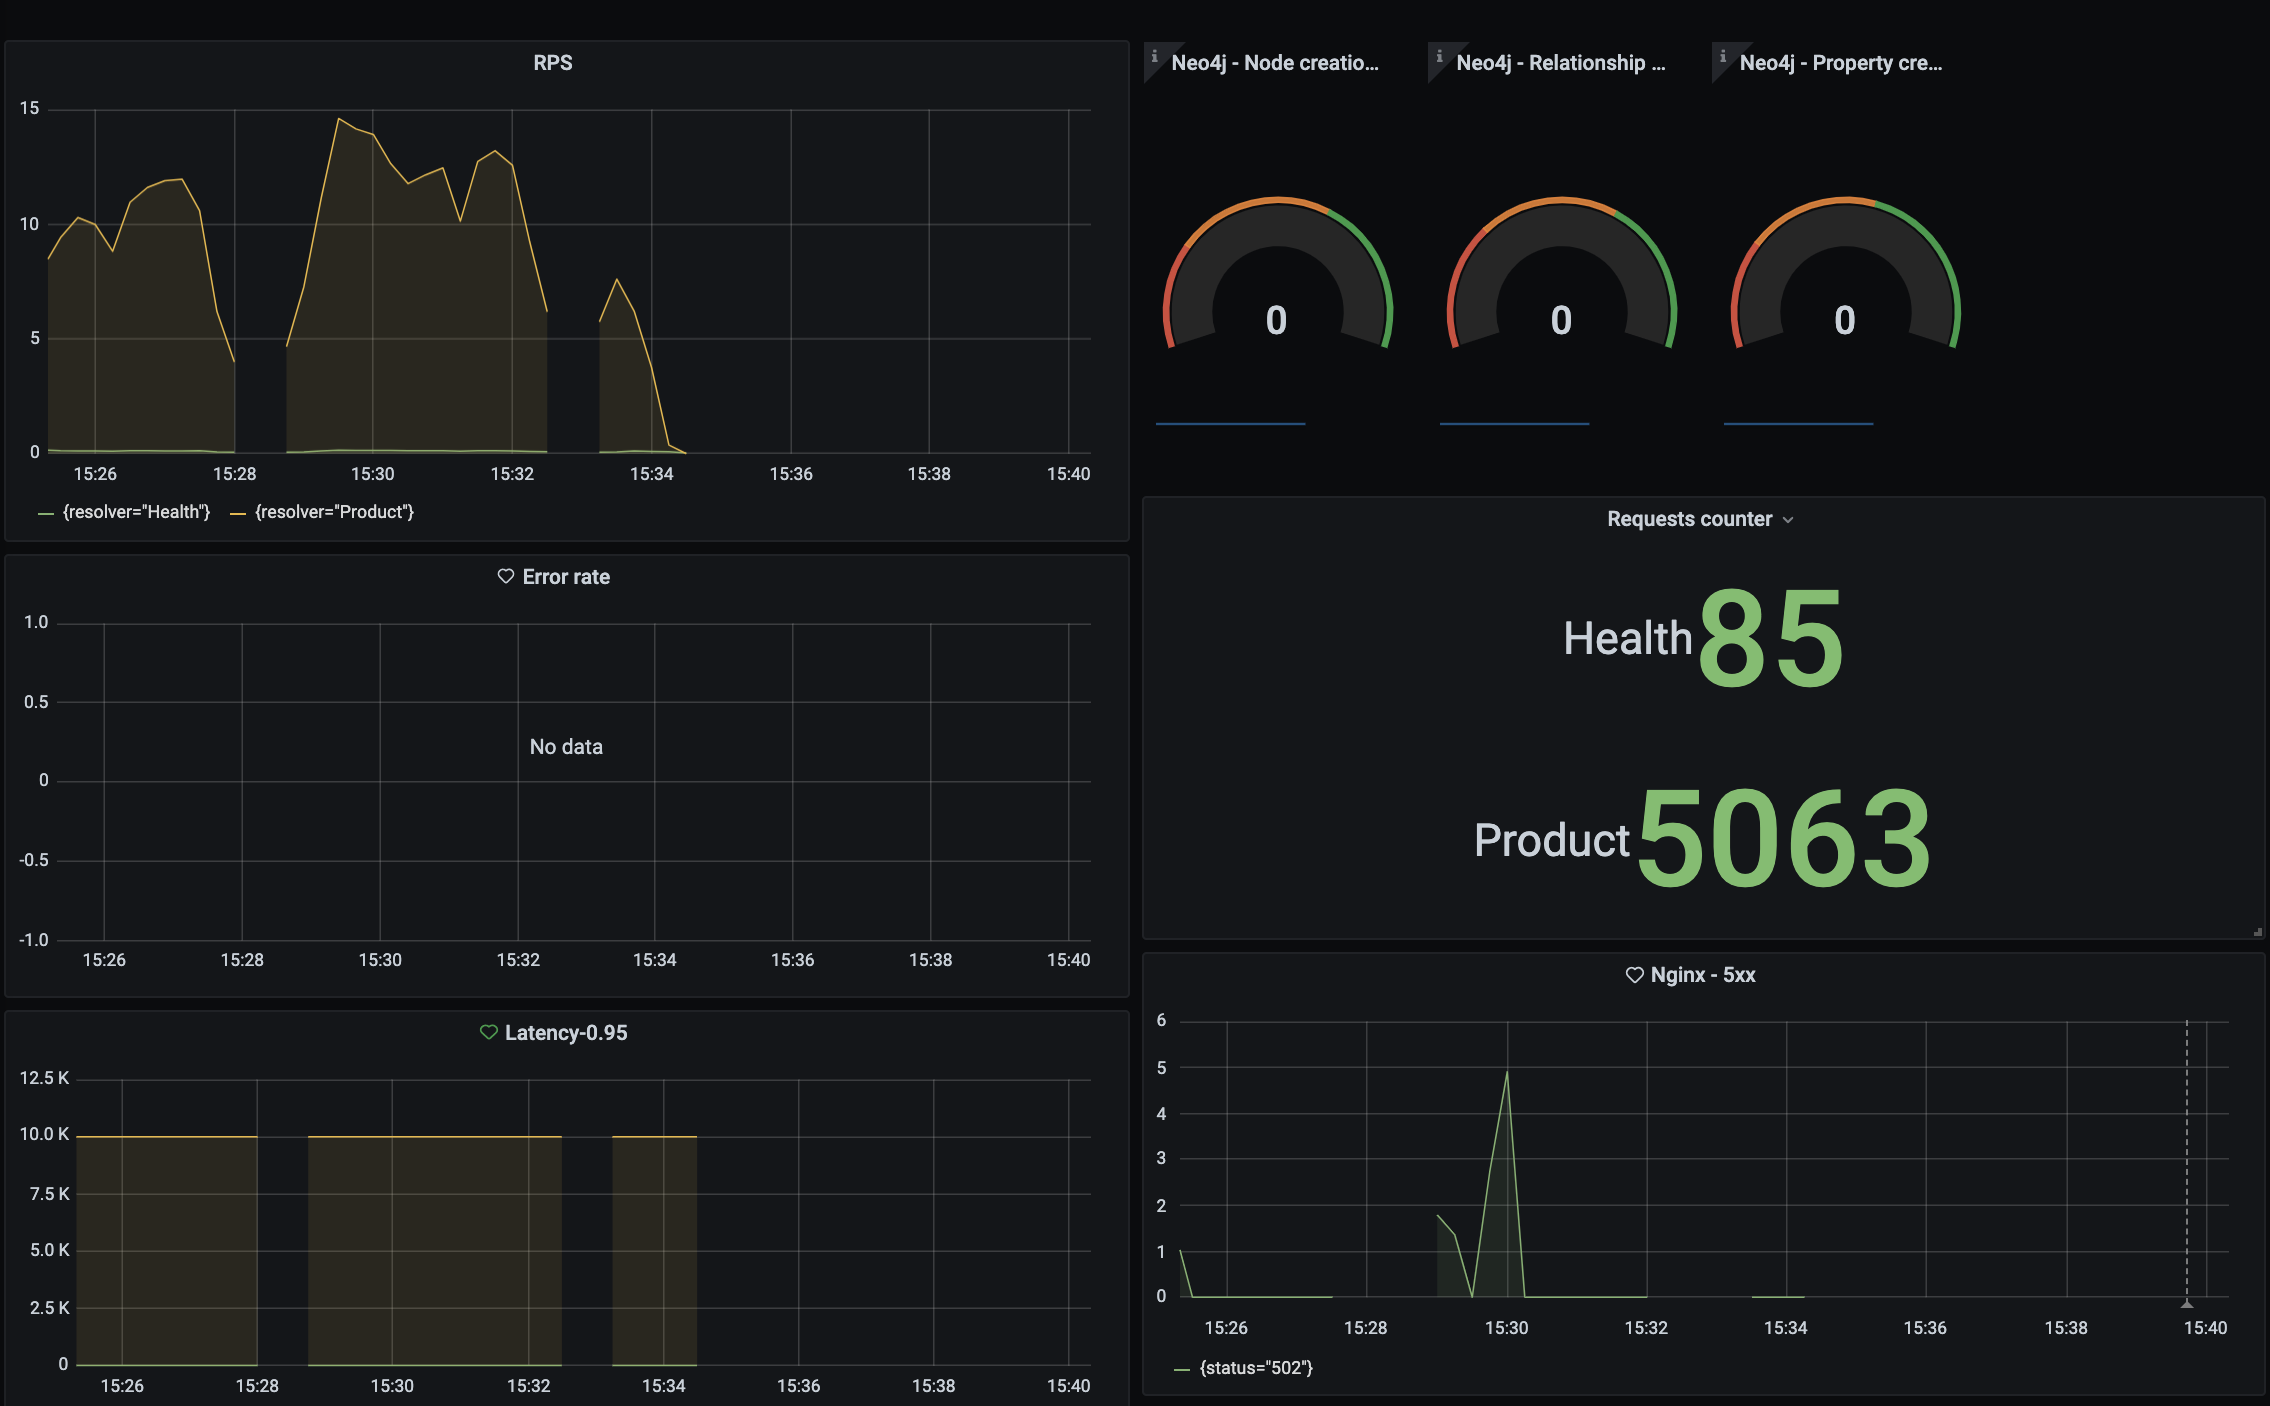 RPS
15
10
5
0
15:26 15:28 15:30 15:32 15:34 15:36 15:38 15:40
{resolver="Health"} {resolver="Product"}
Error rate
1.0
0.5
0
-0.5
-1.0
No data
15:26 15:28 15:30 15:32 15:34 15:36 15:38 15:40
Latency-0.95
12.5 K
10.0 K
7.5 K
5.0 K
2.5 K
0
15:26 15:28 15:30 15:32 15:34 15:36 15:38 15:40
i Neo4j - Node creatio...
0
i Neo4j - Relationship ...
0
i Neo4j - Property cre...
0
Requests counter
Health 85
Product 5063
Nginx - 5xx
6
5
4
3
2
1
0
15:26 15:28 15:30 15:32 15:34 15:36 15:38 15:40
{status="502"}